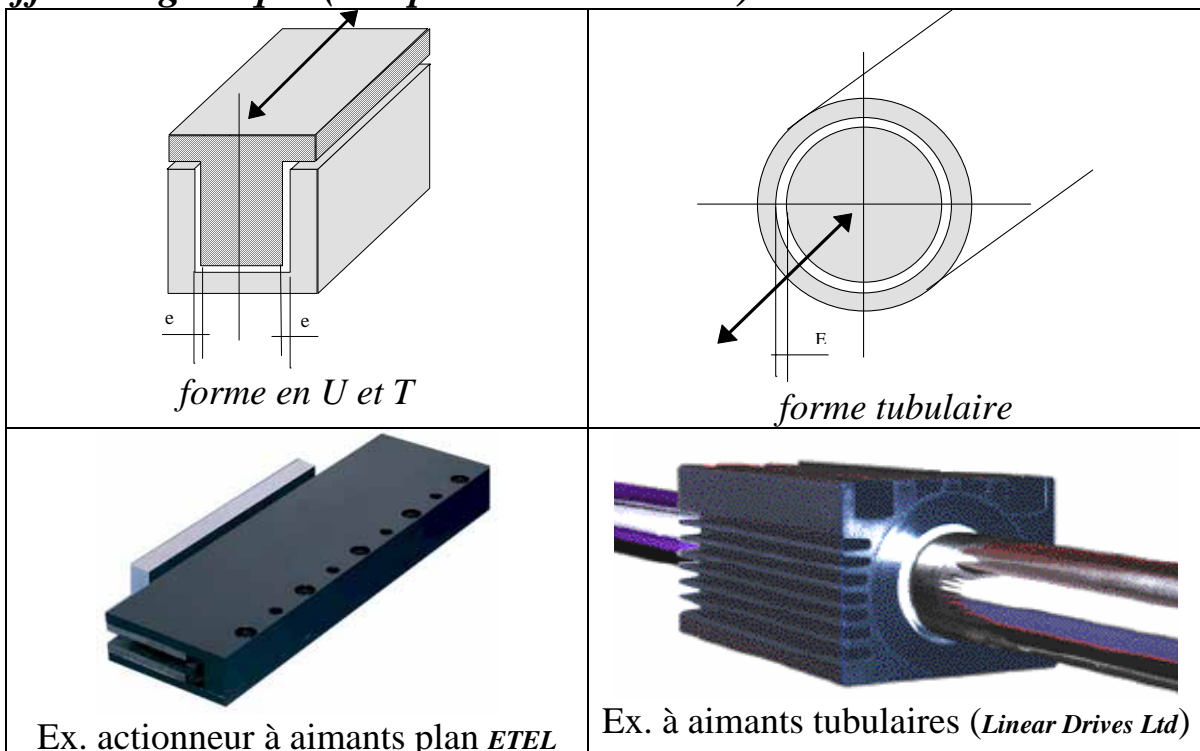 e
e
forme en U et T
E
forme tubulaire
Ex. actionneur à aimants plan ETEL
Ex. à aimants tubulaires (Linear Drives Ltd)